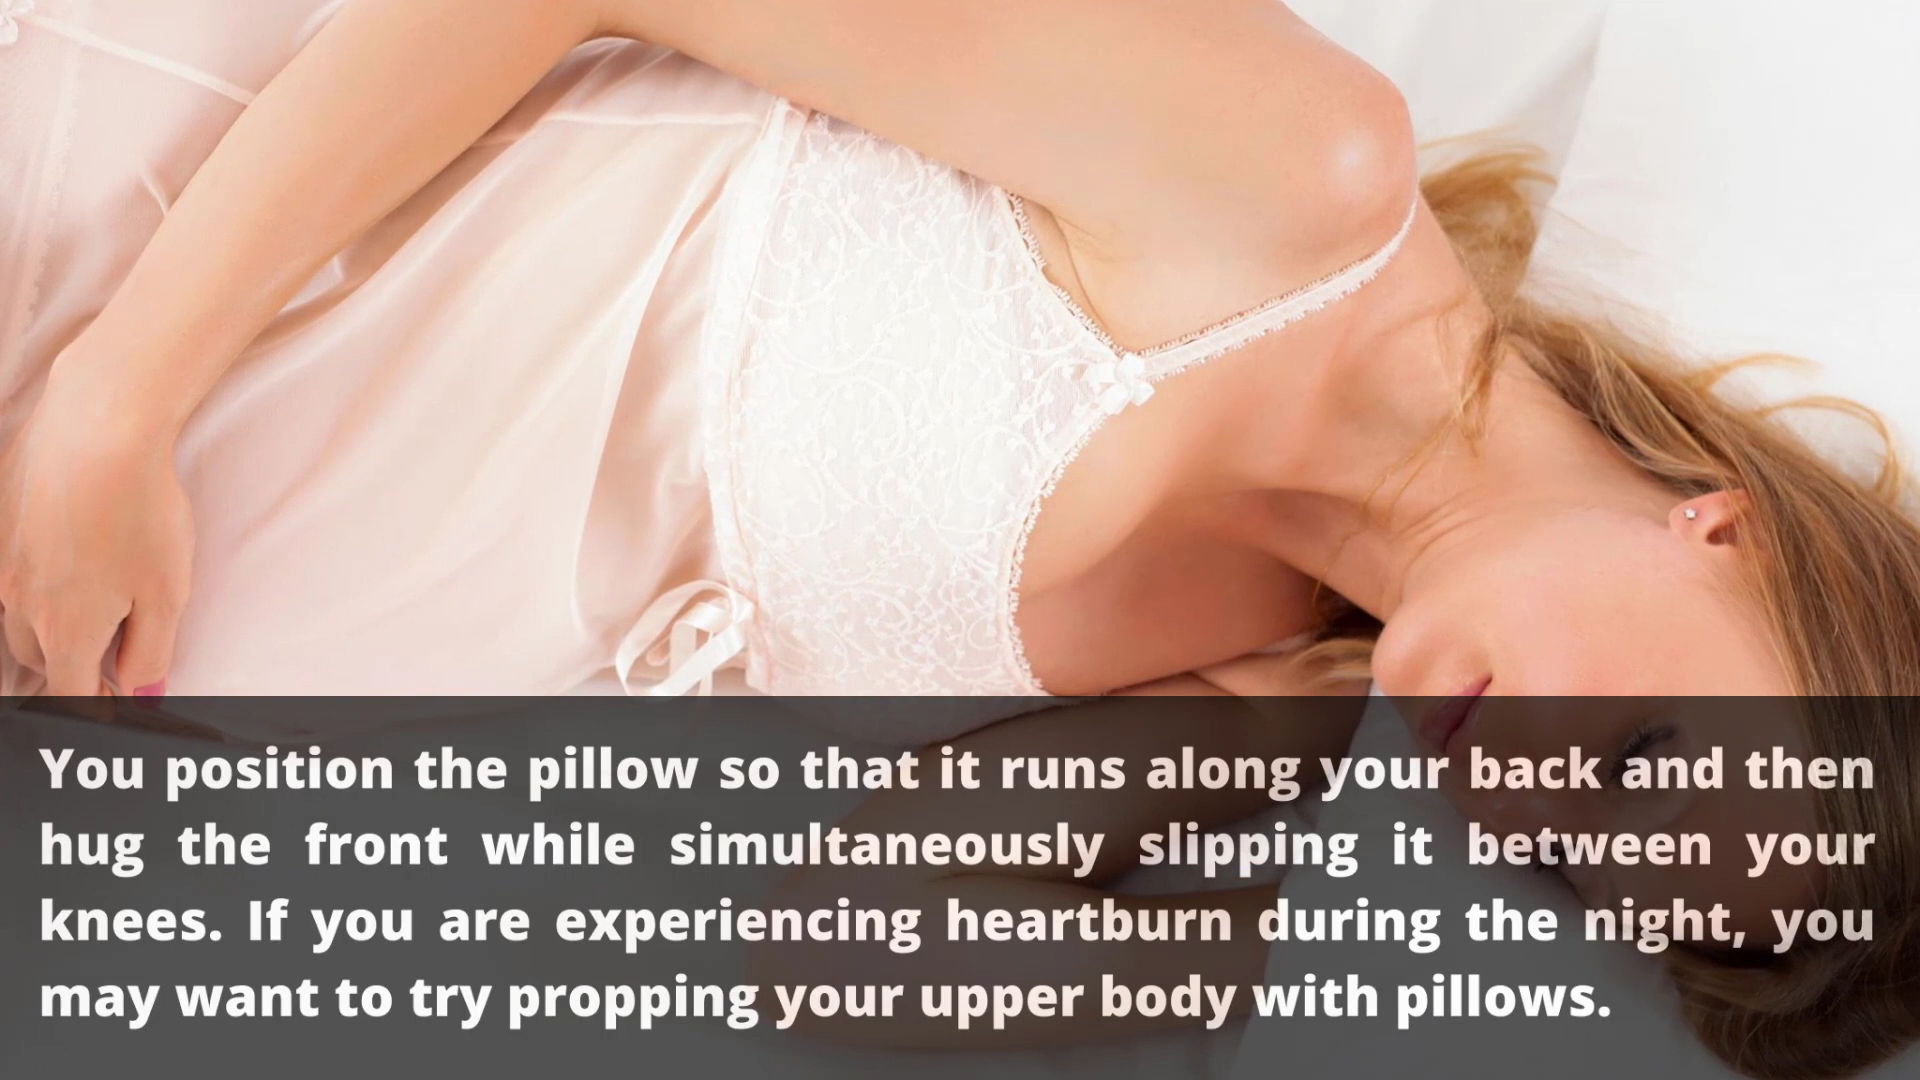 You position the pillow so that it runs along your back and then
hug the front while simultaneously slipping it between your
knees. If you are experiencing heartburn during the night, you
may want to try propping your upper body with pillows.